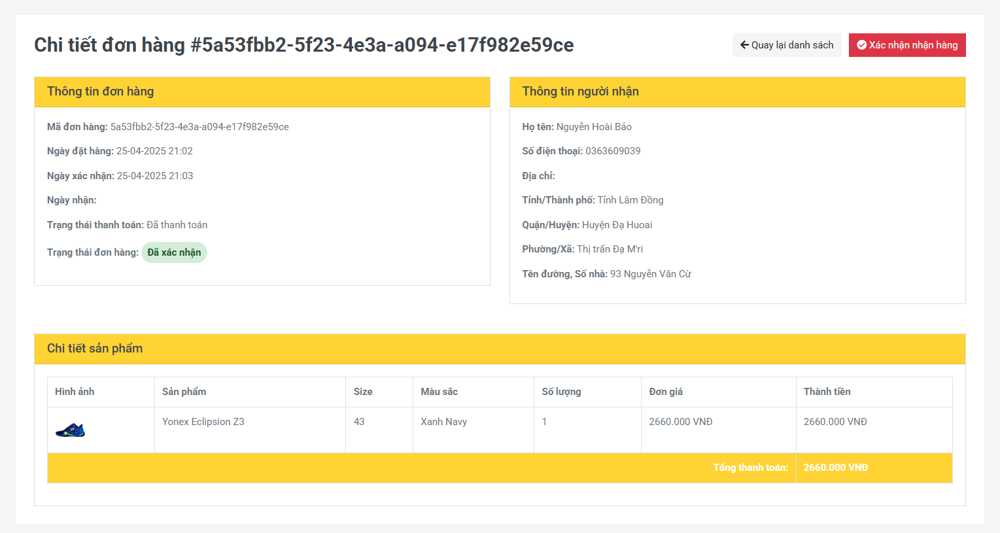 Chi tiết đơn hàng #5a53fbb2-5f23-4e3a-a094-e17f982e59ce
Quay lại danh sách
Xác nhận nhận hàng
Thông tin đơn hàng
Mã đơn hàng: 5a53fbb2-5f23-4e3a-a094-e17f982e59ce
Ngày đặt hàng: 25-04-2025 21:02
Ngày xác nhận: 25-04-2025 21:03
Ngày nhận:
Trạng thái thanh toán: Đã thanh toán
Trạng thái đơn hàng: Đã xác nhận
Thông tin người nhận
Họ tên: Nguyễn Hoài Bảo
Số điện thoại: 0363609039
Địa chỉ:
Tỉnh/Thành phố: Tỉnh Lâm Đồng
Quận/Huyện: Huyện Đạ Huoai
Phường/Xã: Thị trấn Đạ M'ri
Tên đường, Số nhà: 93 Nguyễn Văn Cừ
Chi tiết sản phẩm
Hình ảnh Sản phẩm Size Màu sắc Số lượng Đơn giá Thành tiền
Yonex Eclipsion Z3 43 Xanh Navy 1 2660.000 VNĐ 2660.000 VNĐ
Tổng thanh toán: 2660.000 VNĐ